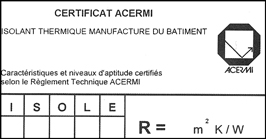 CERTIFICAT ACERMI
ISOLANT THERMIQUE MANUFACTURE DU BATIMENT
ACERMI
Caractéristiques et niveaux d'aptitude certifiés
selon le Règlement Technique ACERMI
I S O L E
R = m² K / W